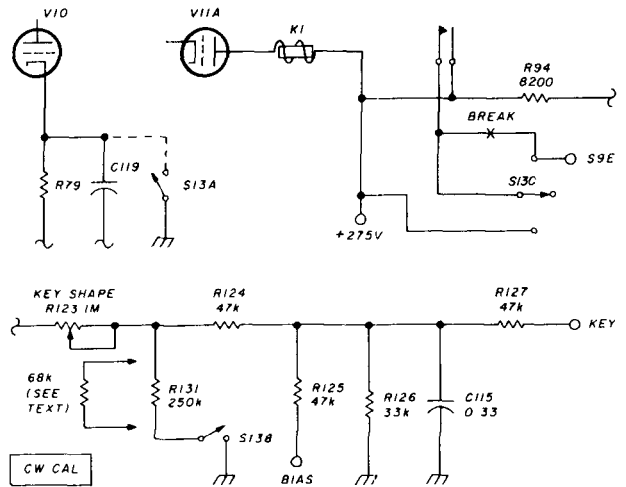 V10
V11A
K1
R94
8200
BREAK
S9E
C119
R79
S13A
S13C
+275V
KEY SHAPE
R123 1M
R124
47k
R127
47k
KEY
68k
(SEE
TEXT)
R131
250k
R125
47k
R126
33k
C115
0 33
S13B
BIAS
CW CAL